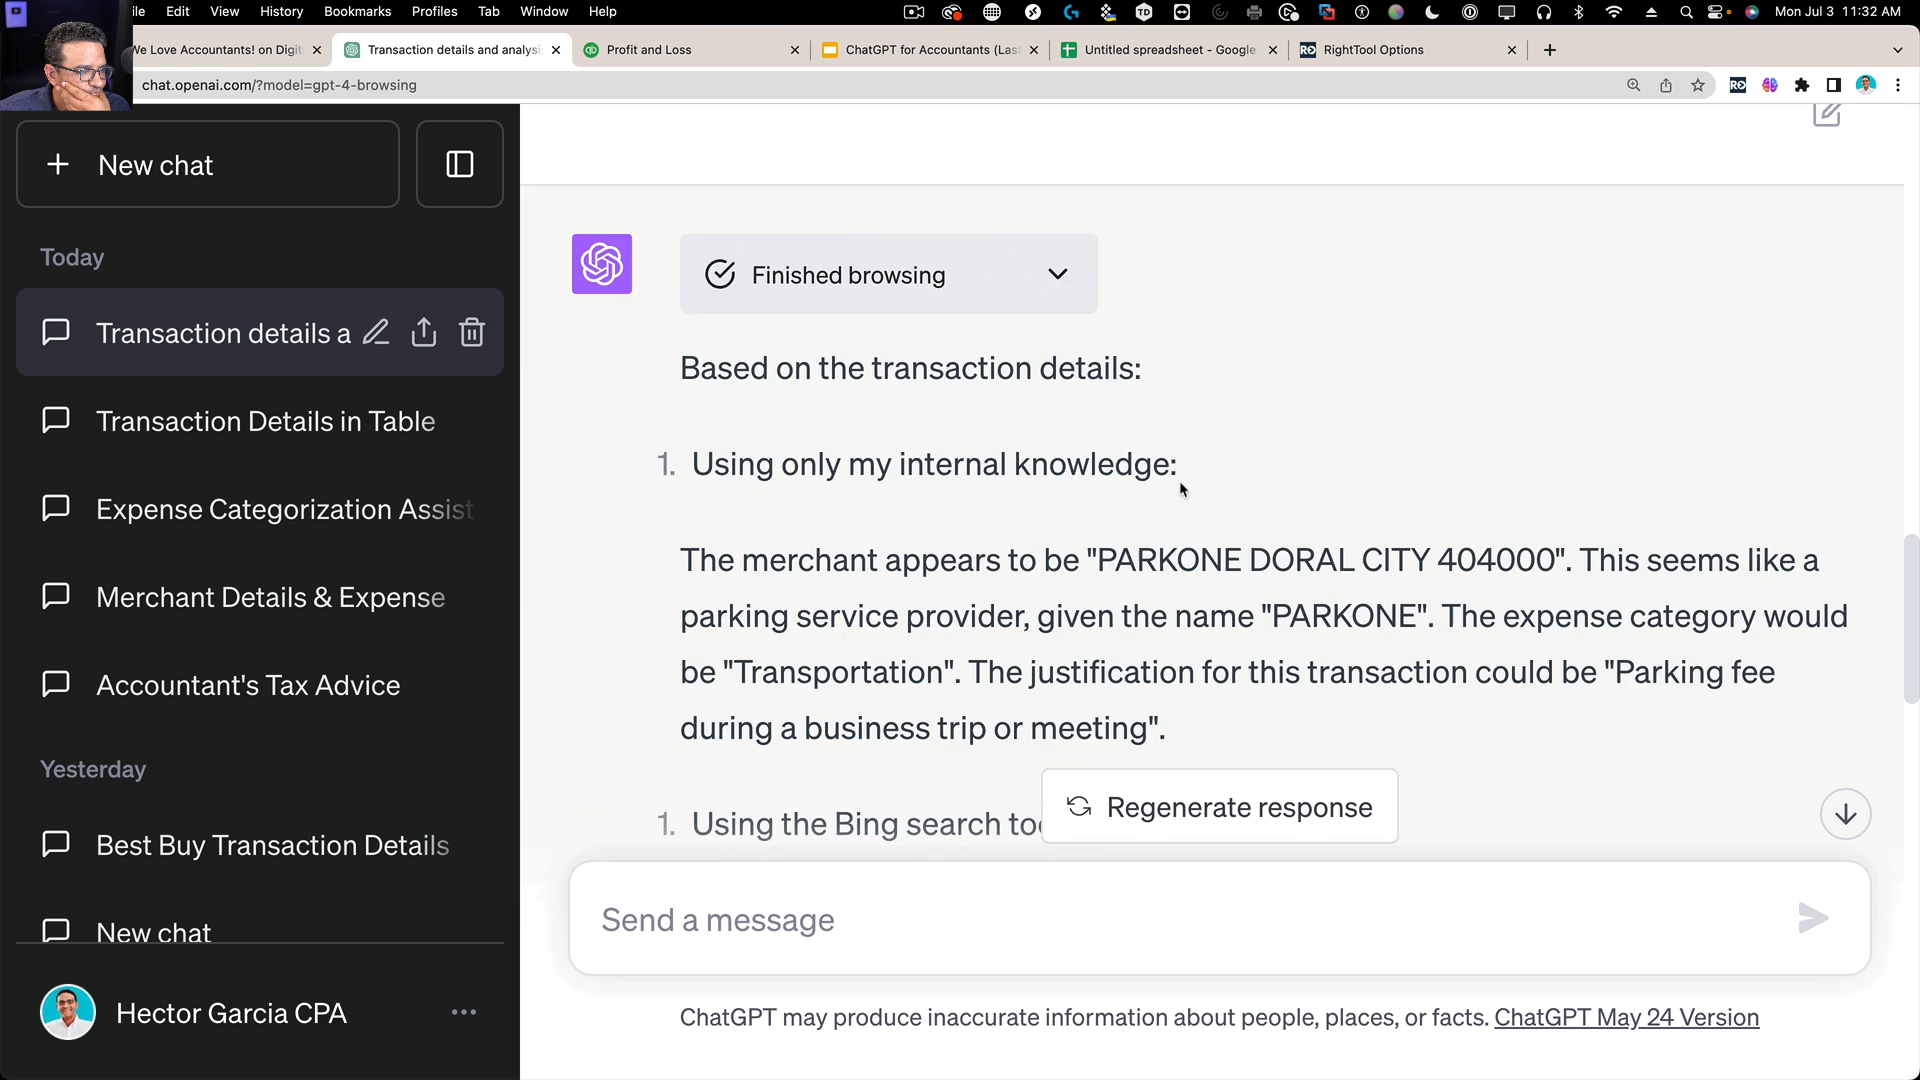 ile Edit View History Bookmarks Profiles Tab Window Help
Mon Jul 3 11:32 AM
We Love Accountants! on Digit
Transaction details and analysi
Profit and Loss
ChatGPT for Accountants (Las
Untitled spreadsheet - Google
RightTool Options
chat.openai.com/?model=gpt-4-browsing
New chat
Today
Transaction details a
Transaction Details in Table
Expense Categorization Assist
Merchant Details & Expense
Accountant's Tax Advice
Yesterday
Best Buy Transaction Details
New chat
Hector Garcia CPA
Finished browsing
Based on the transaction details:
1. Using only my internal knowledge:
The merchant appears to be "PARKONE DORAL CITY 404000". This seems like a
parking service provider, given the name "PARKONE". The expense category would
be "Transportation". The justification for this transaction could be "Parking fee
during a business trip or meeting".
1. Using the Bing search too
Regenerate response
Send a message
ChatGPT may produce inaccurate information about people, places, or facts. ChatGPT May 24 Version